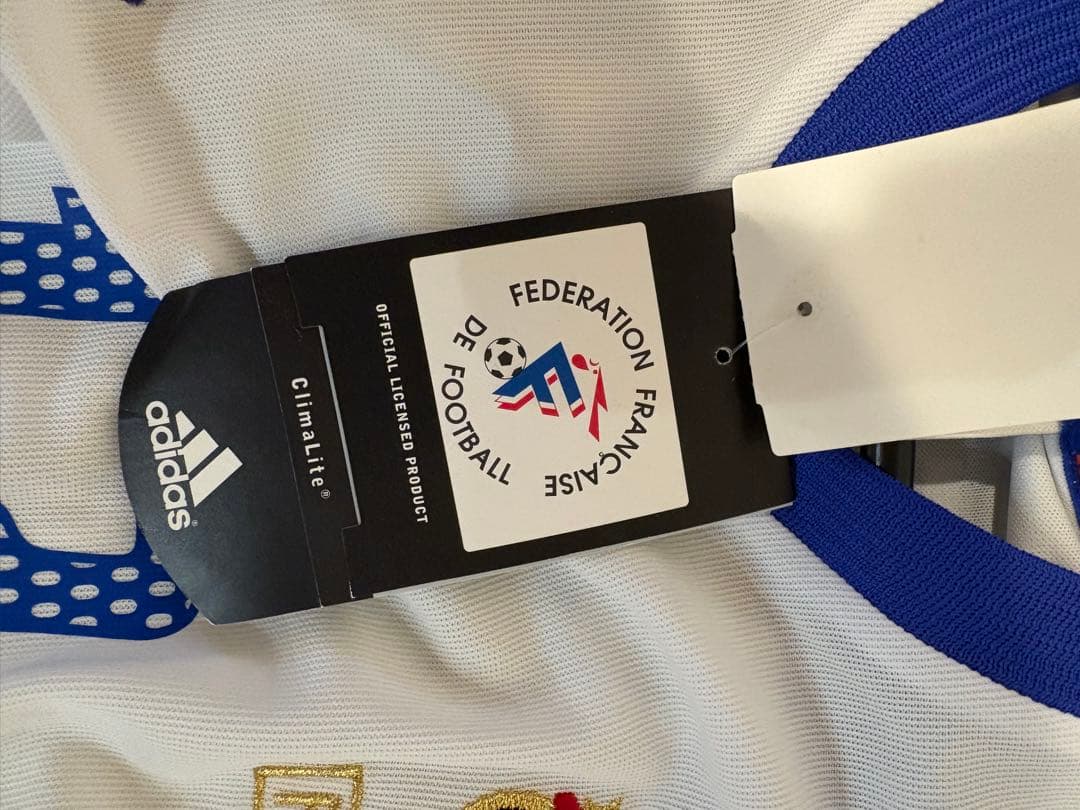 FEDERATION FRANÇAISE
DE FOOTBALL
OFFICIAL LICENSED PRODUCT
ClimaLite®
adidas®